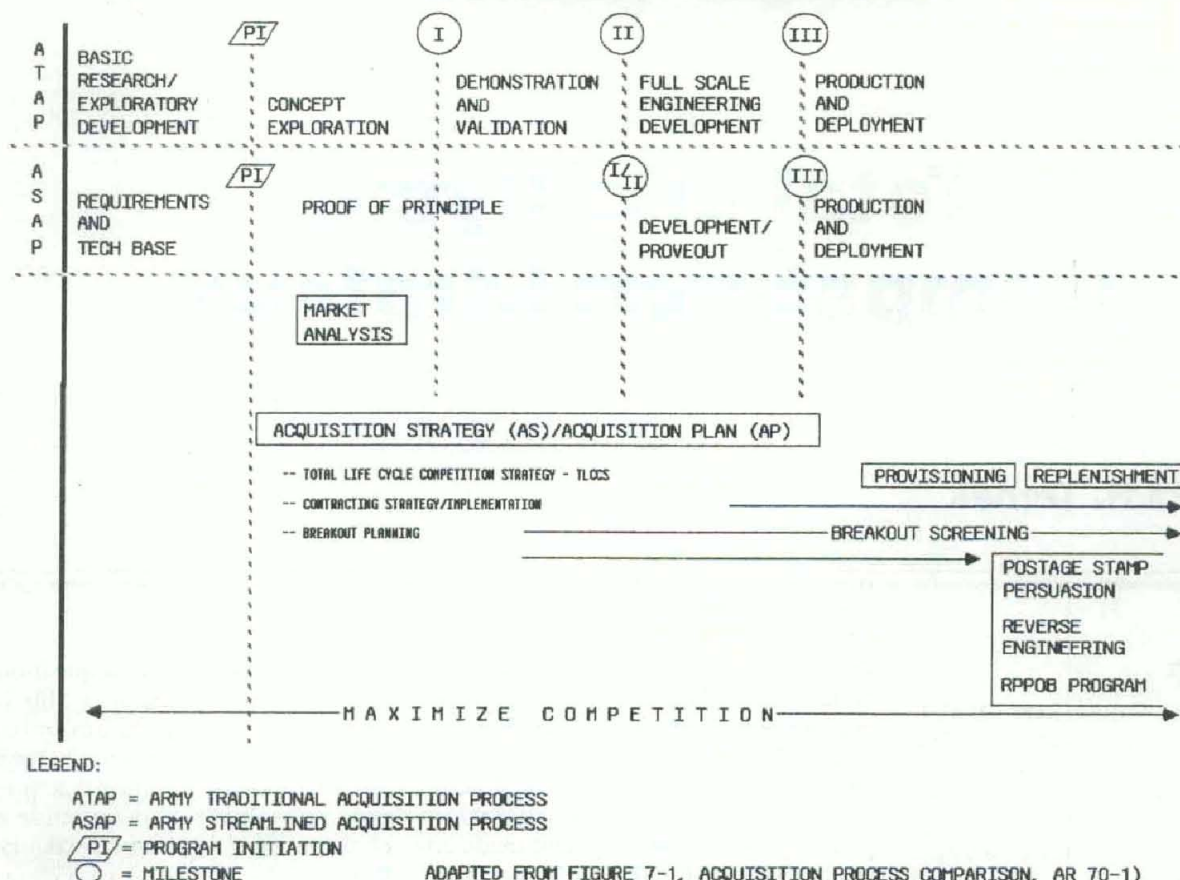 PI
I
II
III
A
T
A
P
BASIC
RESEARCH/
EXPLORATORY
DEVELOPMENT
CONCEPT
EXPLORATION
DEMONSTRATION
AND
VALIDATION
FULL SCALE
ENGINEERING
DEVELOPMENT
PRODUCTION
AND
DEPLOYMENT
A
S
A
P
PI
I/II
III
REQUIREMENTS
AND
TECH BASE
PROOF OF PRINCIPLE
DEVELOPMENT/
PROVEOUT
PRODUCTION
AND
DEPLOYMENT
MARKET
ANALYSIS
ACQUISITION STRATEGY (AS)/ACQUISITION PLAN (AP)
-- TOTAL LIFE CYCLE COMPETITION STRATEGY - TLCCS
-- CONTRACTING STRATEGY/IMPLEMENTATION
-- BREAKOUT PLANNING
PROVISIONING
REPLENISHMENT
BREAKOUT SCREENING
POSTAGE STAMP
PERSUASION
REVERSE
ENGINEERING
RPPOB PROGRAM
MAXIMIZE COMPETITION
LEGEND:
ATAP = ARMY TRADITIONAL ACQUISITION PROCESS
ASAP = ARMY STREAMLINED ACQUISITION PROCESS
PI = PROGRAM INITIATION
= MILESTONE
ADAPTED FROM FIGURE 7-1, ACQUISITION PROCESS COMPARISON, AR 70-1)